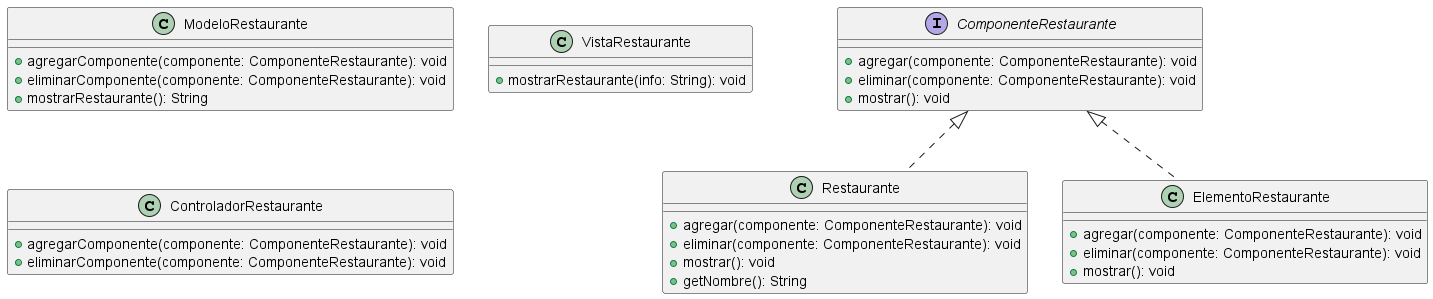 C ModeloRestaurante
agregarComponente(componente: ComponenteRestaurante): void
eliminarComponente(componente: ComponenteRestaurante): void
mostrarRestaurante(): String
C VistaRestaurante
mostrarRestaurante(info: String): void
I ComponenteRestaurante
agregar(componente: ComponenteRestaurante): void
eliminar(componente: ComponenteRestaurante): void
mostrar(): void
C ControladorRestaurante
agregarComponente(componente: ComponenteRestaurante): void
eliminarComponente(componente: ComponenteRestaurante): void
C Restaurante
agregar(componente: ComponenteRestaurante): void
eliminar(componente: ComponenteRestaurante): void
mostrar(): void
getNombre(): String
C ElementoRestaurante
agregar(componente: ComponenteRestaurante): void
eliminar(componente: ComponenteRestaurante): void
mostrar(): void